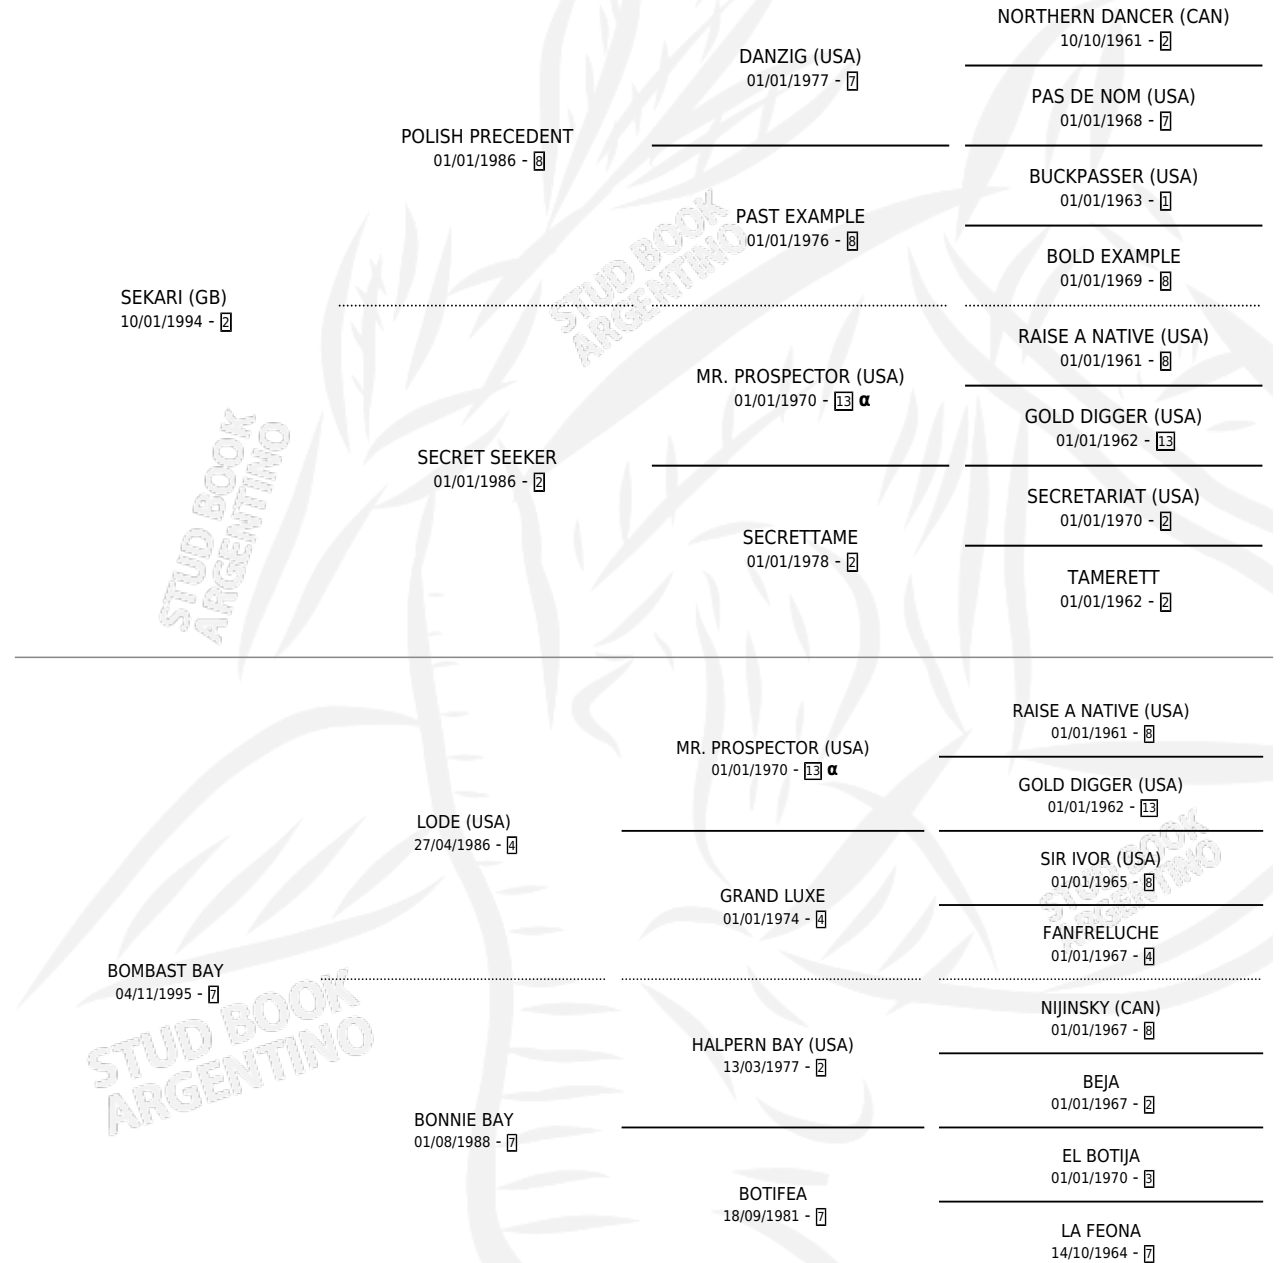 NORTHERN DANCER (CAN)
10/10/1961 - 2
DANZIG (USA)
01/01/1977 - 7
PAS DE NOM (USA)
01/01/1968 - 7
POLISH PRECEDENT
01/01/1986 - 8
BUCKPASSER (USA)
01/01/1963 - 1
PAST EXAMPLE
01/01/1976 - 8
BOLD EXAMPLE
01/01/1969 - 8
SEKARI (GB)
10/01/1994 - 2
STUD BOOK
ARGENTINO
RAISE A NATIVE (USA)
01/01/1961 - 8
MR. PROSPECTOR (USA)
01/01/1970 - 13 α
GOLD DIGGER (USA)
01/01/1962 - 13
SECRET SEEKER
01/01/1986 - 2
SECRETARIAT (USA)
01/01/1970 - 2
SECRETTAME
01/01/1978 - 2
TAMERETT
01/01/1962 - 2
STUD BOOK
ARGENTINO
RAISE A NATIVE (USA)
01/01/1961 - 8
MR. PROSPECTOR (USA)
01/01/1970 - 13 α
GOLD DIGGER (USA)
01/01/1962 - 13
LODE (USA)
27/04/1986 - 4
SIR IVOR (USA)
01/01/1965 - 8
STUD BOOK
ARGENTINO
GRAND LUXE
01/01/1974 - 4
FANFRELUCHE
01/01/1967 - 4
BOMBAST BAY
04/11/1995 - 7
STUD BOOK
ARGENTINO
NIJINSKY (CAN)
01/01/1967 - 8
HALPERN BAY (USA)
13/03/1977 - 2
BEJA
01/01/1967 - 2
BONNIE BAY
01/08/1988 - 7
EL BOTIJA
01/01/1970 - 3
BOTIFEA
18/09/1981 - 7
LA FEONA
14/10/1964 - 7